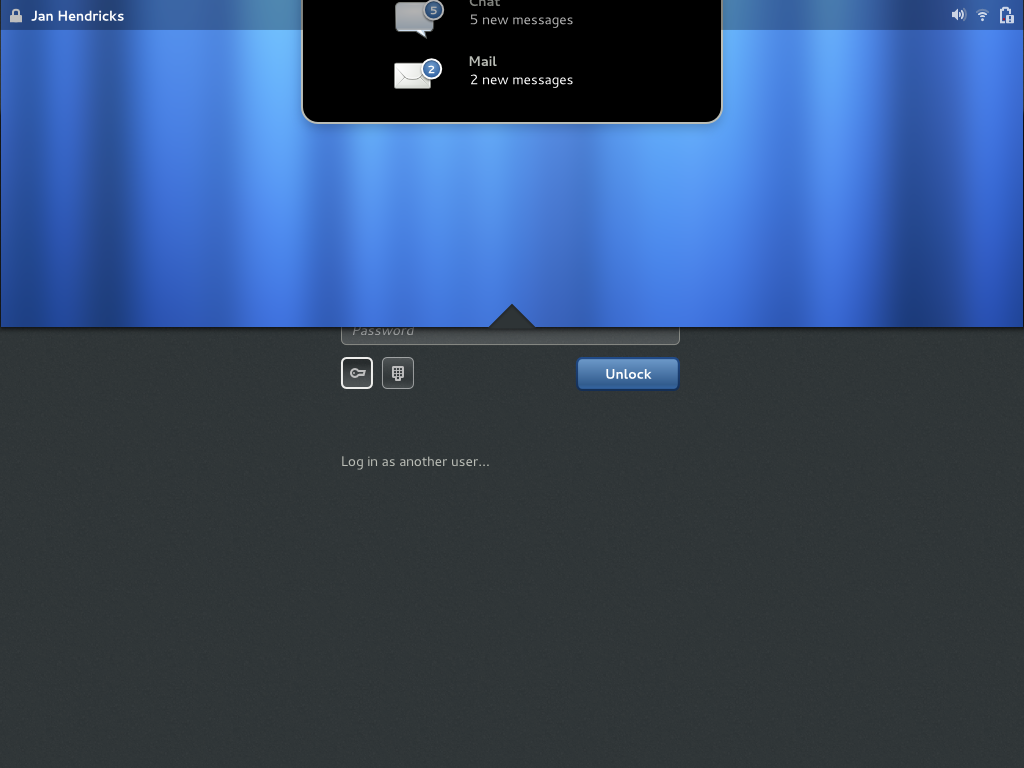 Jan Hendricks
Chat
5
5 new messages
Mail
2
2 new messages
Password
Unlock
Log in as another user...